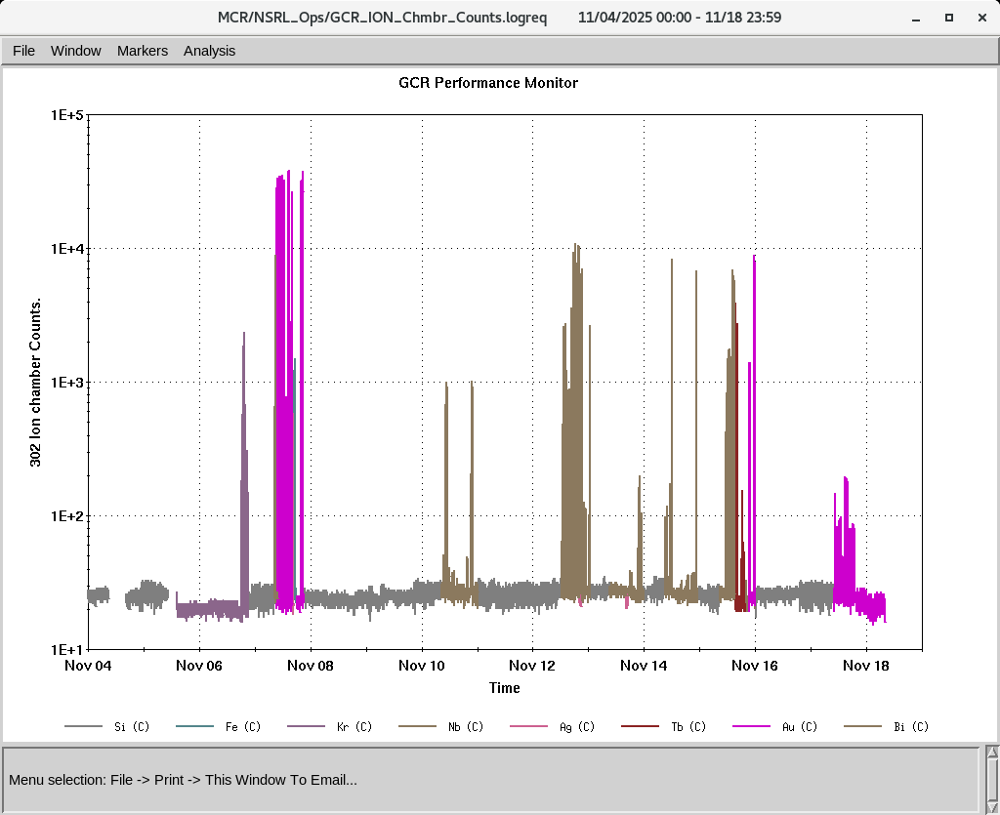 MCR/NSRL_Ops/GCR_ION_Chmbr_Counts.logreq 11/04/2025 00:00 - 11/18 23:59
File Window Markers Analysis
GCR Performance Monitor
1E+5
1E+4
1E+3
1E+2
1E+1
302 Ion chamber Counts.
Nov 04 Nov 06 Nov 08 Nov 10 Nov 12 Nov 14 Nov 16 Nov 18
Time
Si (C) Fe (C) Kr (C) Nb (C) Ag (C) Tb (C) Au (C) Bi (C)
Menu selection: File -> Print -> This Window To Email...